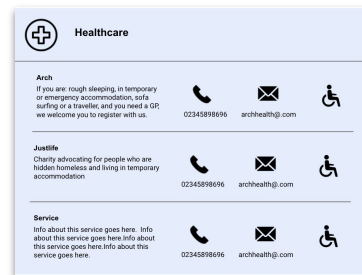 Healthcare
Arch
If you are: rough sleeping, in temporary
or emergency accommodation, sofa
surfing or a traveller, and you need a GP,
we welcome you to register with us.
02345898696
archhealth@.com
Justlife
Charity advocating for people who are
hidden homeless and living in temporary
accommodation
02345898696
archhealth@.com
Service
Info about this service goes here.  Info
about this service goes here.Info about
this service goes here.Info about this
service goes here.
02345898696
archhealth@.com